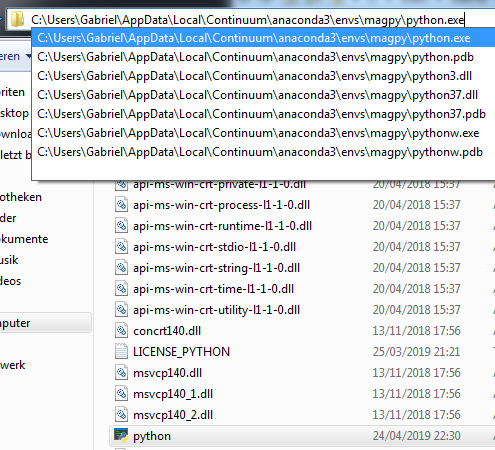 C:\Users\Gabriel\AppData\Local\Continuum\anaconda3\envs\magpy\python.exe
C:\Users\Gabriel\AppData\Local\Continuum\anaconda3\envs\magpy\python.exe
C:\Users\Gabriel\AppData\Local\Continuum\anaconda3\envs\magpy\python.pdb
C:\Users\Gabriel\AppData\Local\Continuum\anaconda3\envs\magpy\python3.dll
C:\Users\Gabriel\AppData\Local\Continuum\anaconda3\envs\magpy\python37.dll
C:\Users\Gabriel\AppData\Local\Continuum\anaconda3\envs\magpy\python37.pdb
C:\Users\Gabriel\AppData\Local\Continuum\anaconda3\envs\magpy\pythonw.exe
C:\Users\Gabriel\AppData\Local\Continuum\anaconda3\envs\magpy\pythonw.pdb
eren
oriten
sktop
ownloa
letzt b
otheken
der
okumente
usik
deos
mputer
werk
api-ms-win-crt-private-l1-1-0.dll 20/04/2018 15:37
api-ms-win-crt-process-l1-1-0.dll 20/04/2018 15:37
api-ms-win-crt-runtime-l1-1-0.dll 20/04/2018 15:37
api-ms-win-crt-stdio-l1-1-0.dll 20/04/2018 15:37
api-ms-win-crt-string-l1-1-0.dll 20/04/2018 15:37
api-ms-win-crt-time-l1-1-0.dll 20/04/2018 15:37
api-ms-win-crt-utility-l1-1-0.dll 20/04/2018 15:37
concrt140.dll 13/11/2018 17:56
LICENSE_PYTHON 25/03/2019 21:21
msvcp140.dll 13/11/2018 17:56
msvcp140_1.dll 13/11/2018 17:56
msvcp140_2.dll 13/11/2018 17:56
python 24/04/2019 22:30